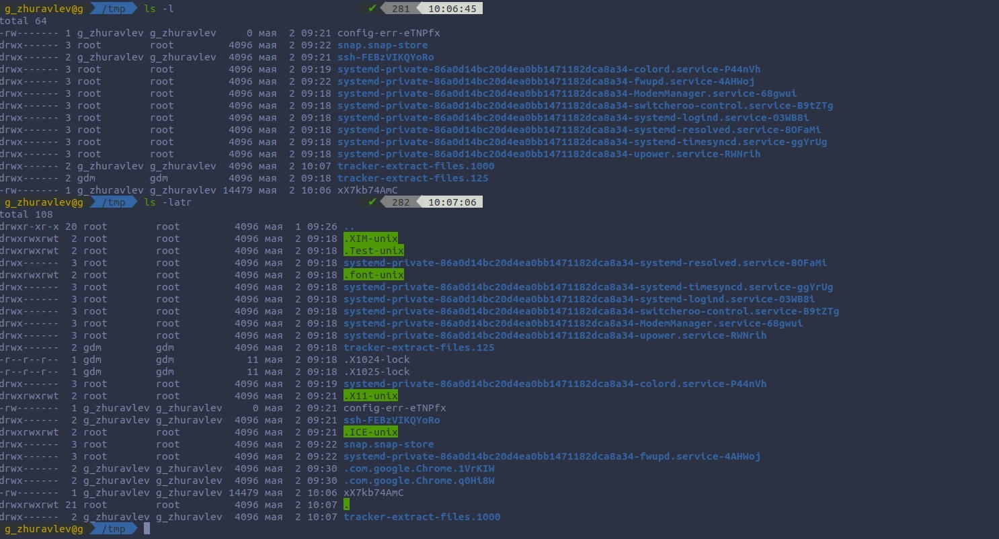 g_zhuravlev@g /tmp ls -l ✔ 281 10:06:45
total 64
-rw------- 1 g_zhuravlev g_zhuravlev 0 мая 2 09:21 config-err-eTNPfx
drwx------ 3 root root 4096 мая 2 09:22 snap.snap-store
drwx------ 2 g_zhuravlev g_zhuravlev 4096 мая 2 09:21 ssh-FEBzVIKQYoRo
drwx------ 3 root root 4096 мая 2 09:19 systemd-private-86a0d14bc20d4ea0bb1471182dca8a34-colord.service-P44nVh
drwx------ 3 root root 4096 мая 2 09:22 systemd-private-86a0d14bc20d4ea0bb1471182dca8a34-fwupd.service-4AHWoj
drwx------ 3 root root 4096 мая 2 09:18 systemd-private-86a0d14bc20d4ea0bb1471182dca8a34-ModemManager.service-68gwui
drwx------ 3 root root 4096 мая 2 09:18 systemd-private-86a0d14bc20d4ea0bb1471182dca8a34-switcheroo-control.service-B9tZTg
drwx------ 3 root root 4096 мая 2 09:18 systemd-private-86a0d14bc20d4ea0bb1471182dca8a34-systemd-logind.service-03WB8i
drwx------ 3 root root 4096 мая 2 09:18 systemd-private-86a0d14bc20d4ea0bb1471182dca8a34-systemd-resolved.service-8OFaMi
drwx------ 3 root root 4096 мая 2 09:18 systemd-private-86a0d14bc20d4ea0bb1471182dca8a34-systemd-timesyncd.service-ggYrUg
drwx------ 3 root root 4096 мая 2 09:18 systemd-private-86a0d14bc20d4ea0bb1471182dca8a34-upower.service-RWNrih
drwx------ 2 g_zhuravlev g_zhuravlev 4096 мая 2 10:07 tracker-extract-files.1000
drwx------ 2 gdm gdm 4096 мая 2 09:18 tracker-extract-files.125
-rw------- 1 g_zhuravlev g_zhuravlev 14479 мая 2 10:06 xX7kb74AmC
g_zhuravlev@g /tmp ls -latr ✔ 282 10:07:06
total 108
drwxr-xr-x 20 root root 4096 мая 1 09:26 ..
drwxrwxrwt 2 root root 4096 мая 2 09:18 .XIM-unix
drwxrwxrwt 2 root root 4096 мая 2 09:18 .Test-unix
drwx------ 3 root root 4096 мая 2 09:18 systemd-private-86a0d14bc20d4ea0bb1471182dca8a34-systemd-resolved.service-8OFaMi
drwxrwxrwt 2 root root 4096 мая 2 09:18 .font-unix
drwx------ 3 root root 4096 мая 2 09:18 systemd-private-86a0d14bc20d4ea0bb1471182dca8a34-systemd-timesyncd.service-ggYrUg
drwx------ 3 root root 4096 мая 2 09:18 systemd-private-86a0d14bc20d4ea0bb1471182dca8a34-systemd-logind.service-03WB8i
drwx------ 3 root root 4096 мая 2 09:18 systemd-private-86a0d14bc20d4ea0bb1471182dca8a34-switcheroo-control.service-B9tZTg
drwx------ 3 root root 4096 мая 2 09:18 systemd-private-86a0d14bc20d4ea0bb1471182dca8a34-ModemManager.service-68gwui
drwx------ 3 root root 4096 мая 2 09:18 systemd-private-86a0d14bc20d4ea0bb1471182dca8a34-upower.service-RWNrih
drwx------ 2 gdm gdm 4096 мая 2 09:18 tracker-extract-files.125
-r--r--r-- 1 gdm gdm 11 мая 2 09:18 .X1024-lock
-r--r--r-- 1 gdm gdm 11 мая 2 09:18 .X1025-lock
drwx------ 3 root root 4096 мая 2 09:19 systemd-private-86a0d14bc20d4ea0bb1471182dca8a34-colord.service-P44nVh
drwxrwxrwt 2 root root 4096 мая 2 09:21 .X11-unix
-rw------- 1 g_zhuravlev g_zhuravlev 0 мая 2 09:21 config-err-eTNPfx
drwx------ 2 g_zhuravlev g_zhuravlev 4096 мая 2 09:21 ssh-FEBzVIKQYoRo
drwxrwxrwt 2 root root 4096 мая 2 09:21 .ICE-unix
drwx------ 3 root root 4096 мая 2 09:22 snap.snap-store
drwx------ 3 root root 4096 мая 2 09:22 systemd-private-86a0d14bc20d4ea0bb1471182dca8a34-fwupd.service-4AHWoj
drwx------ 2 g_zhuravlev g_zhuravlev 4096 мая 2 09:30 .com.google.Chrome.1VrKIW
drwx------ 2 g_zhuravlev g_zhuravlev 4096 мая 2 09:30 .com.google.Chrome.q0Hi8W
-rw------- 1 g_zhuravlev g_zhuravlev 14479 мая 2 10:06 xX7kb74AmC
drwxrwxrwt 21 root root 4096 мая 2 10:07 .
drwx------ 2 g_zhuravlev g_zhuravlev 4096 мая 2 10:07 tracker-extract-files.1000
g_zhuravlev@g /tmp